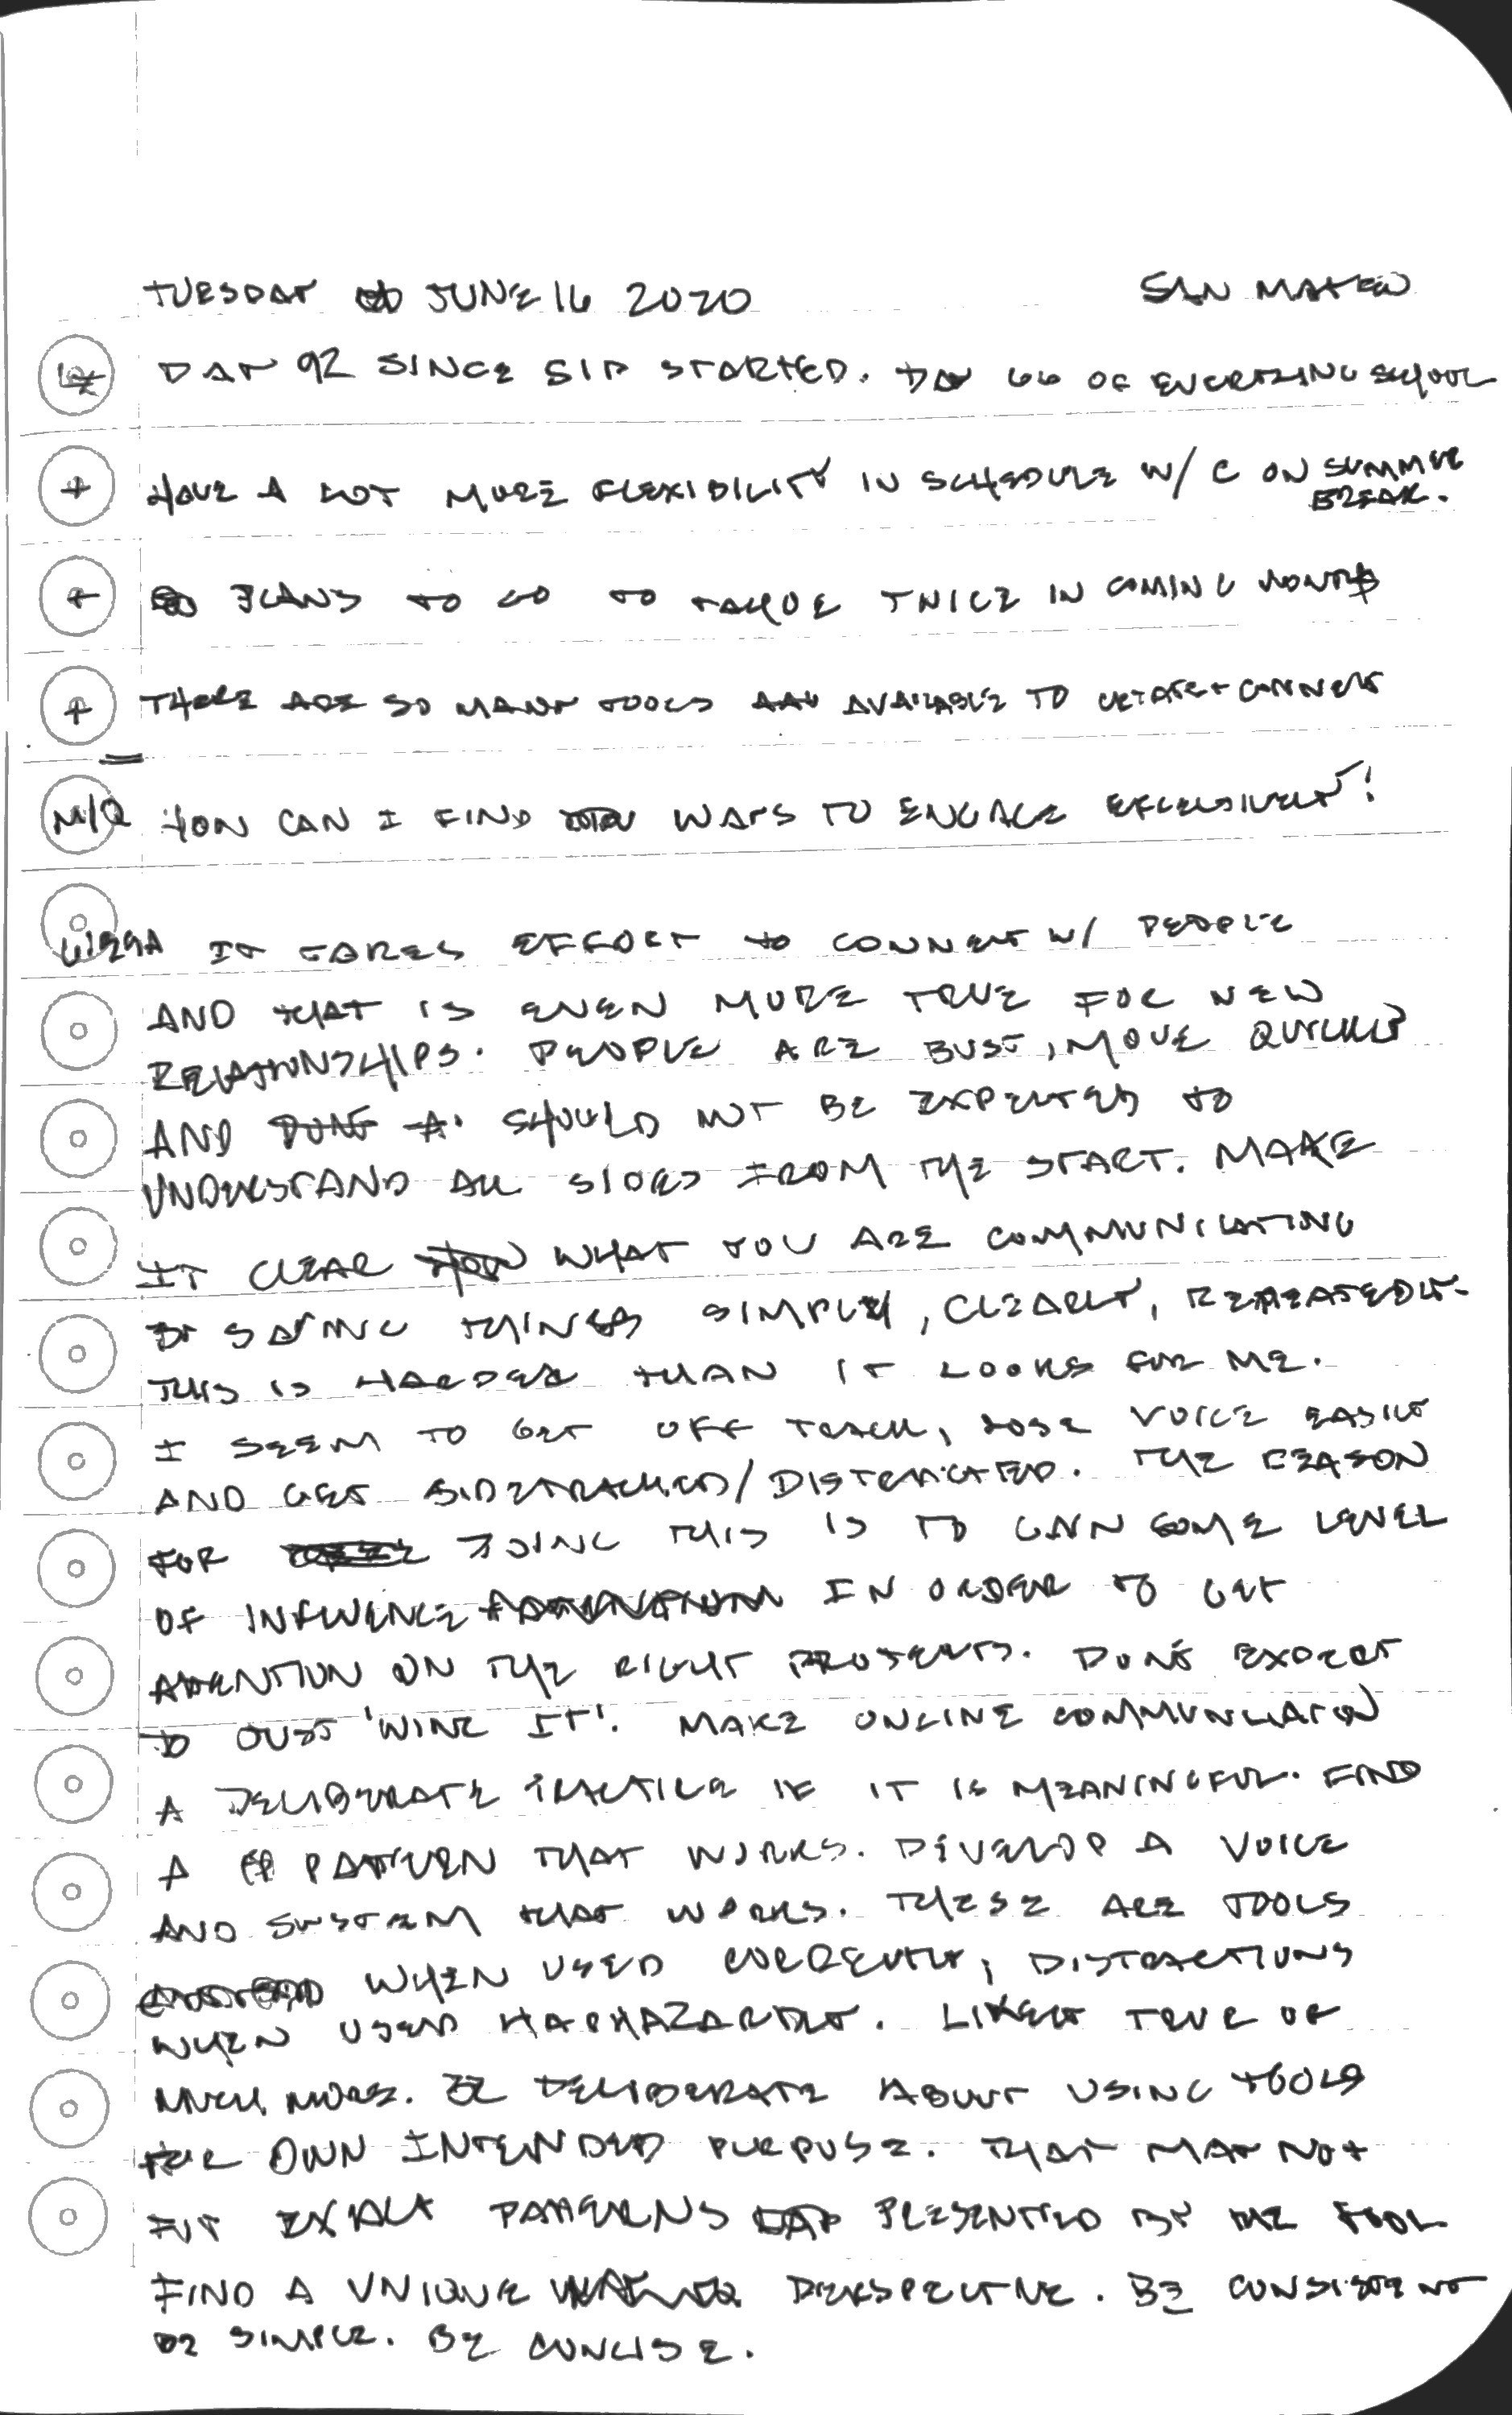 TUESDAY JUNE 16 2020 SAN MATEO
DAY 92 SINCE SIP STARTED. DAY 66 OF EVERYTHING SCHOOL
+ HAVE A LOT MORE FLEXIBILITY IN SCHEDULE W/ C ON SUMMER
BREAK.
+ PLANS TO GO TO TAHOE TWICE IN COMING MONTHS
+ THERE ARE SO MANY TOOLS AVAILABLE TO CREATE + CONNECT
M/Q HOW CAN I FIND WAYS TO ENGAGE EFFECTIVELY?
IT TAKES EFFORT TO CONNECT W/ PEOPLE
AND THAT IS EVEN MORE TRUE FOR NEW
RELATIONSHIPS. PEOPLE ARE BUSY, MOVE QUICKLY
AND SHOULD NOT BE EXPECTED TO
UNDERSTAND ALL SIDES FROM THE START. MAKE
IT CLEAR WHAT YOU ARE COMMUNICATING
BY SAYING THINGS SIMPLY, CLEARLY, REPEATEDLY.
THIS IS HARDER THAN IT LOOKS FOR ME.
I SEEM TO GET OFF TRACK, LOSE VOICE EASILY
AND GET SIDETRACKED/DISTRACTED. THE REASON
FOR DOING THIS IS TO GAIN SOME LEVEL
OF INFLUENCE IN ORDER TO GET
ATTENTION ON THE RIGHT PROJECTS. DON'T EXPECT
TO JUST 'WING IT'. MAKE ONLINE COMMUNICATION
A DELIBERATE PRACTICE IF IT IS MEANINGFUL. FIND
A PATTERN THAT WORKS. DEVELOP A VOICE
AND SYSTEM THAT WORKS. THESE ARE TOOLS
WHEN USED CORRECTLY, DISTRACTIONS
WHEN USED HAPHAZARDLY. LIKELY TRUE OF
MUCH MORE. BE DELIBERATE ABOUT USING TOOLS
FOR OWN INTENDED PURPOSE. THAT MAY NOT
FIT EXACT PATTERNS PRESENTED BY THE TOOL
FIND A UNIQUE PERSPECTIVE. BE CONSISTENT
BE SIMPLE. BE CONCISE.